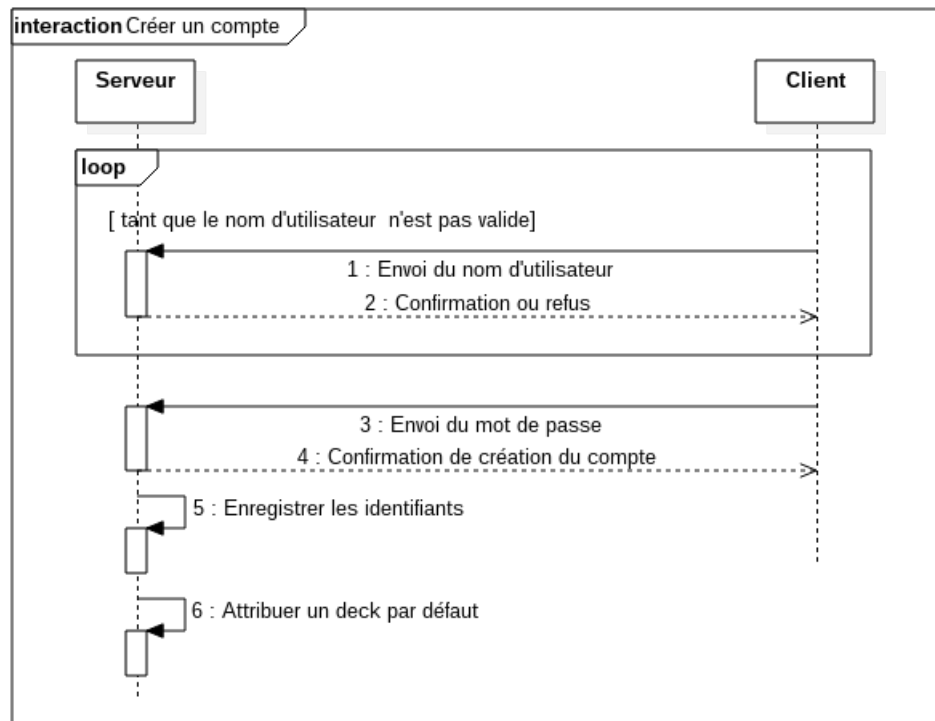 interaction Créer un compte
Serveur
Client
loop
[ tant que le nom d'utilisateur n'est pas valide]
1 : Envoi du nom d'utilisateur
2 : Confirmation ou refus
3 : Envoi du mot de passe
4 : Confirmation de création du compte
5 : Enregistrer les identifiants
6 : Attribuer un deck par défaut